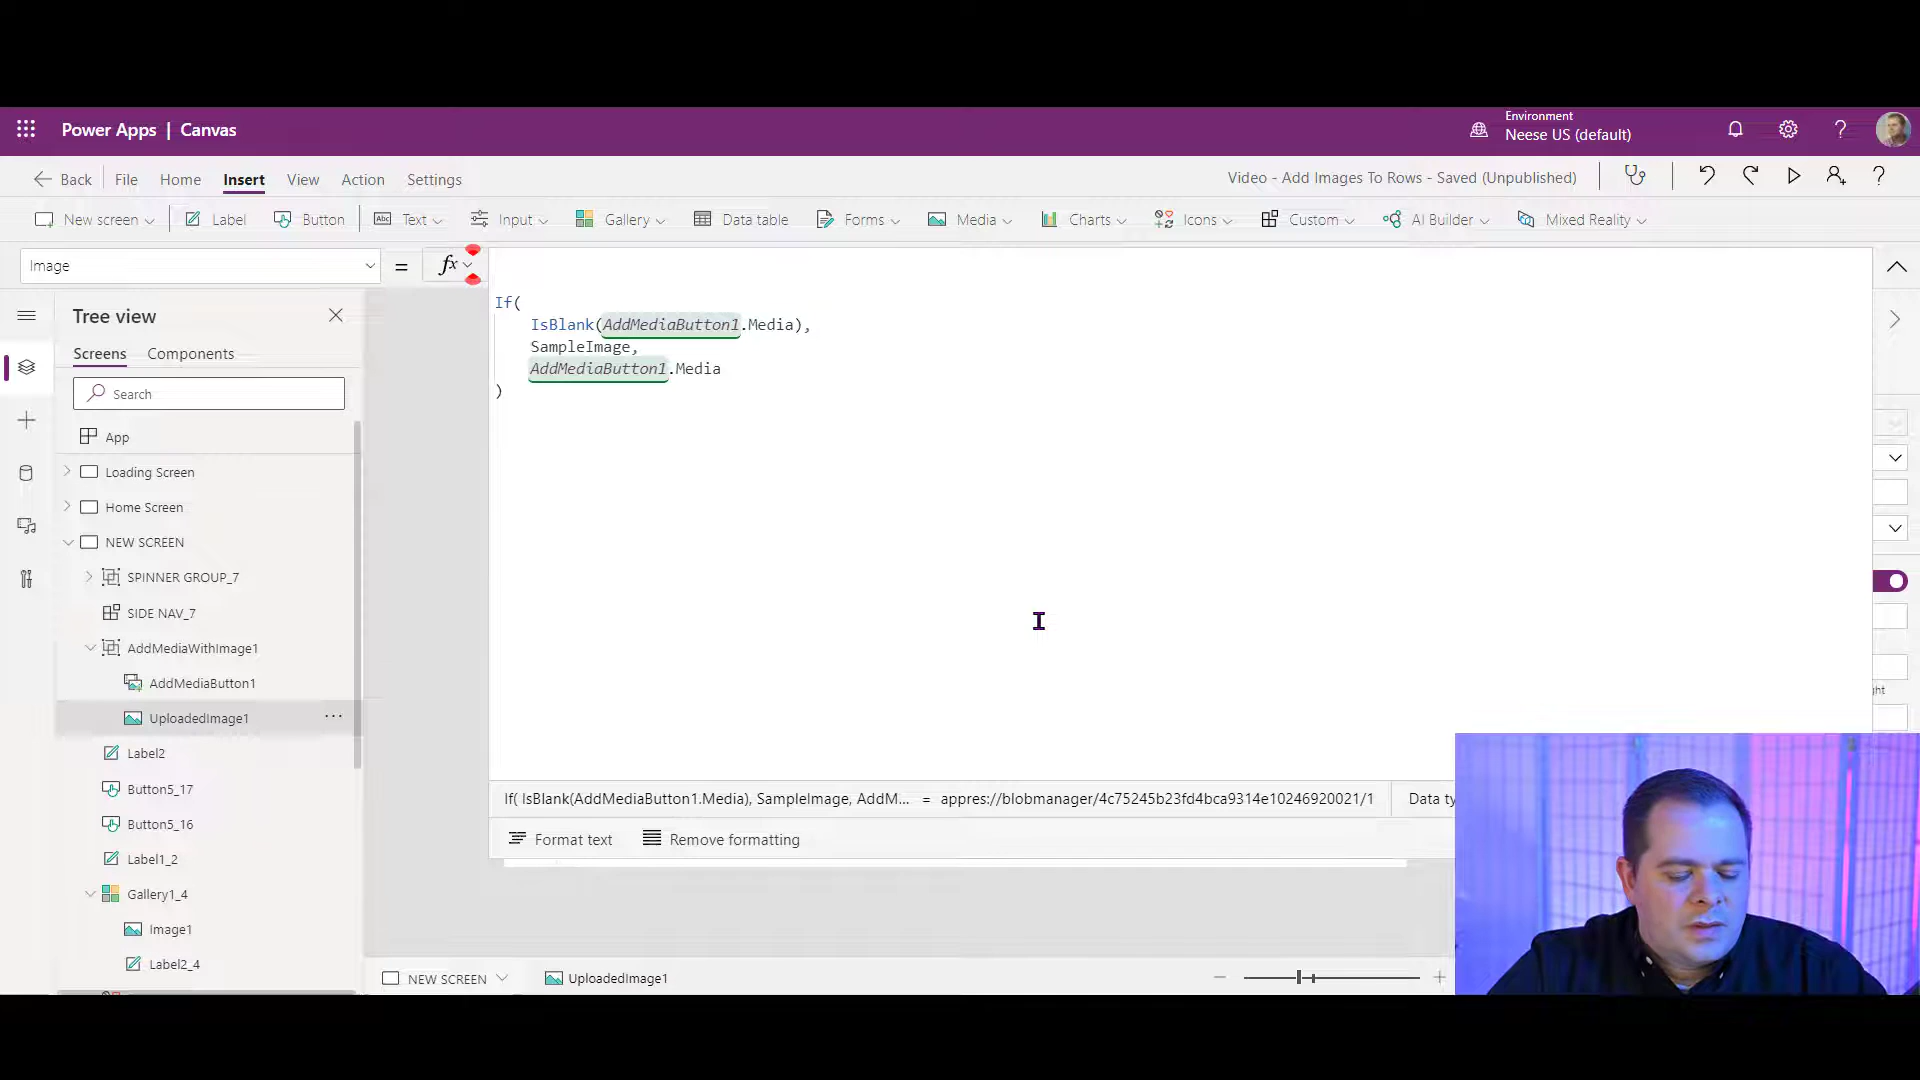 Power Apps | Canvas
Environment
Neese US (default)
Back File Home Insert View Action Settings
Video - Add Images To Rows - Saved (Unpublished)
New screen Label Button Text Input Gallery Data table Forms Media Charts Icons Custom AI Builder Mixed Reality
Image = fx
If(
IsBlank(AddMediaButton1.Media),
SampleImage,
AddMediaButton1.Media
)
Tree view
Screens Components
Search
App
Loading Screen
Home Screen
NEW SCREEN
SPINNER GROUP_7
SIDE NAV_7
AddMediaWithImage1
AddMediaButton1
UploadedImage1 ...
Label2
Button5_17
Button5_16
Label1_2
Gallery1_4
Image1
Label2_4
If( IsBlank(AddMediaButton1.Media), SampleImage, AddM... = appres://blobmanager/4c75245b23fd4bca9314e10246920021/1 Data ty
Format text Remove formatting
NEW SCREEN UploadedImage1